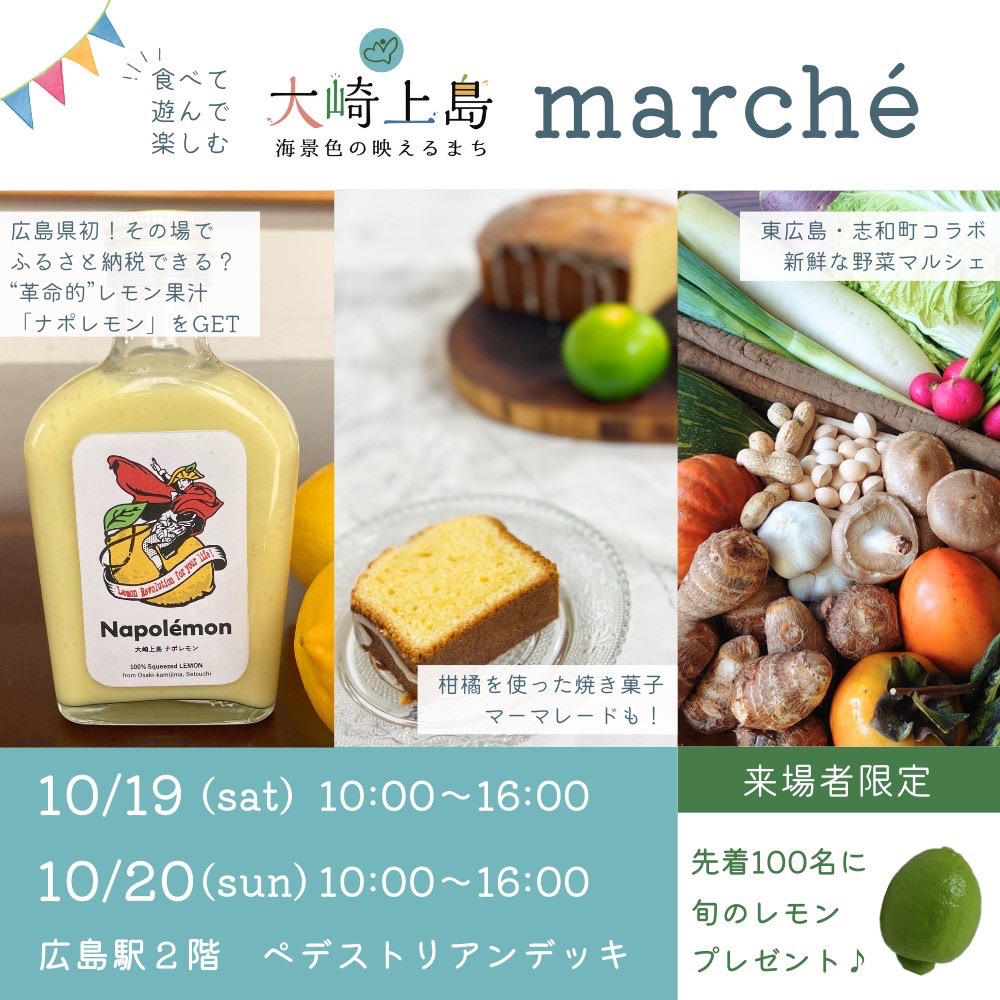 食べて
遊んで
楽しむ
大崎上島
海景色の映えるまち
marché
広島県初！その場で
ふるさと納税できる？
“革命的”レモン果汁
「ナポレモン」をGET
東広島・志和町コラボ
新鮮な野菜マルシェ
Lemon Revolution for your life!
Napolémon
大崎上島 ナポレモン
100% Squeezed LEMON
from Osaki-kamijima, Setouchi
柑橘を使った焼き菓子
マーマレードも！
10/19 (sat) 10:00～16:00
10/20 (sun) 10:00～16:00
広島駅２階　ペデストリアンデッキ
来場者限定
先着100名に
旬のレモン
プレゼント♪